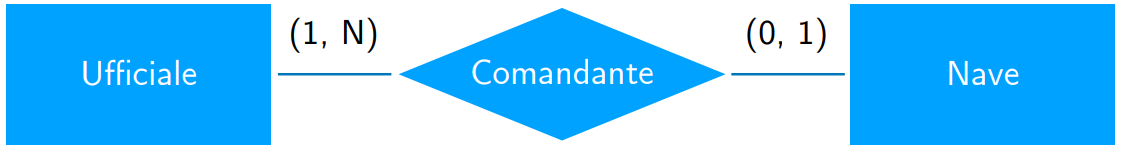 Ufficiale
(1, N)
Comandante
(0, 1)
Nave